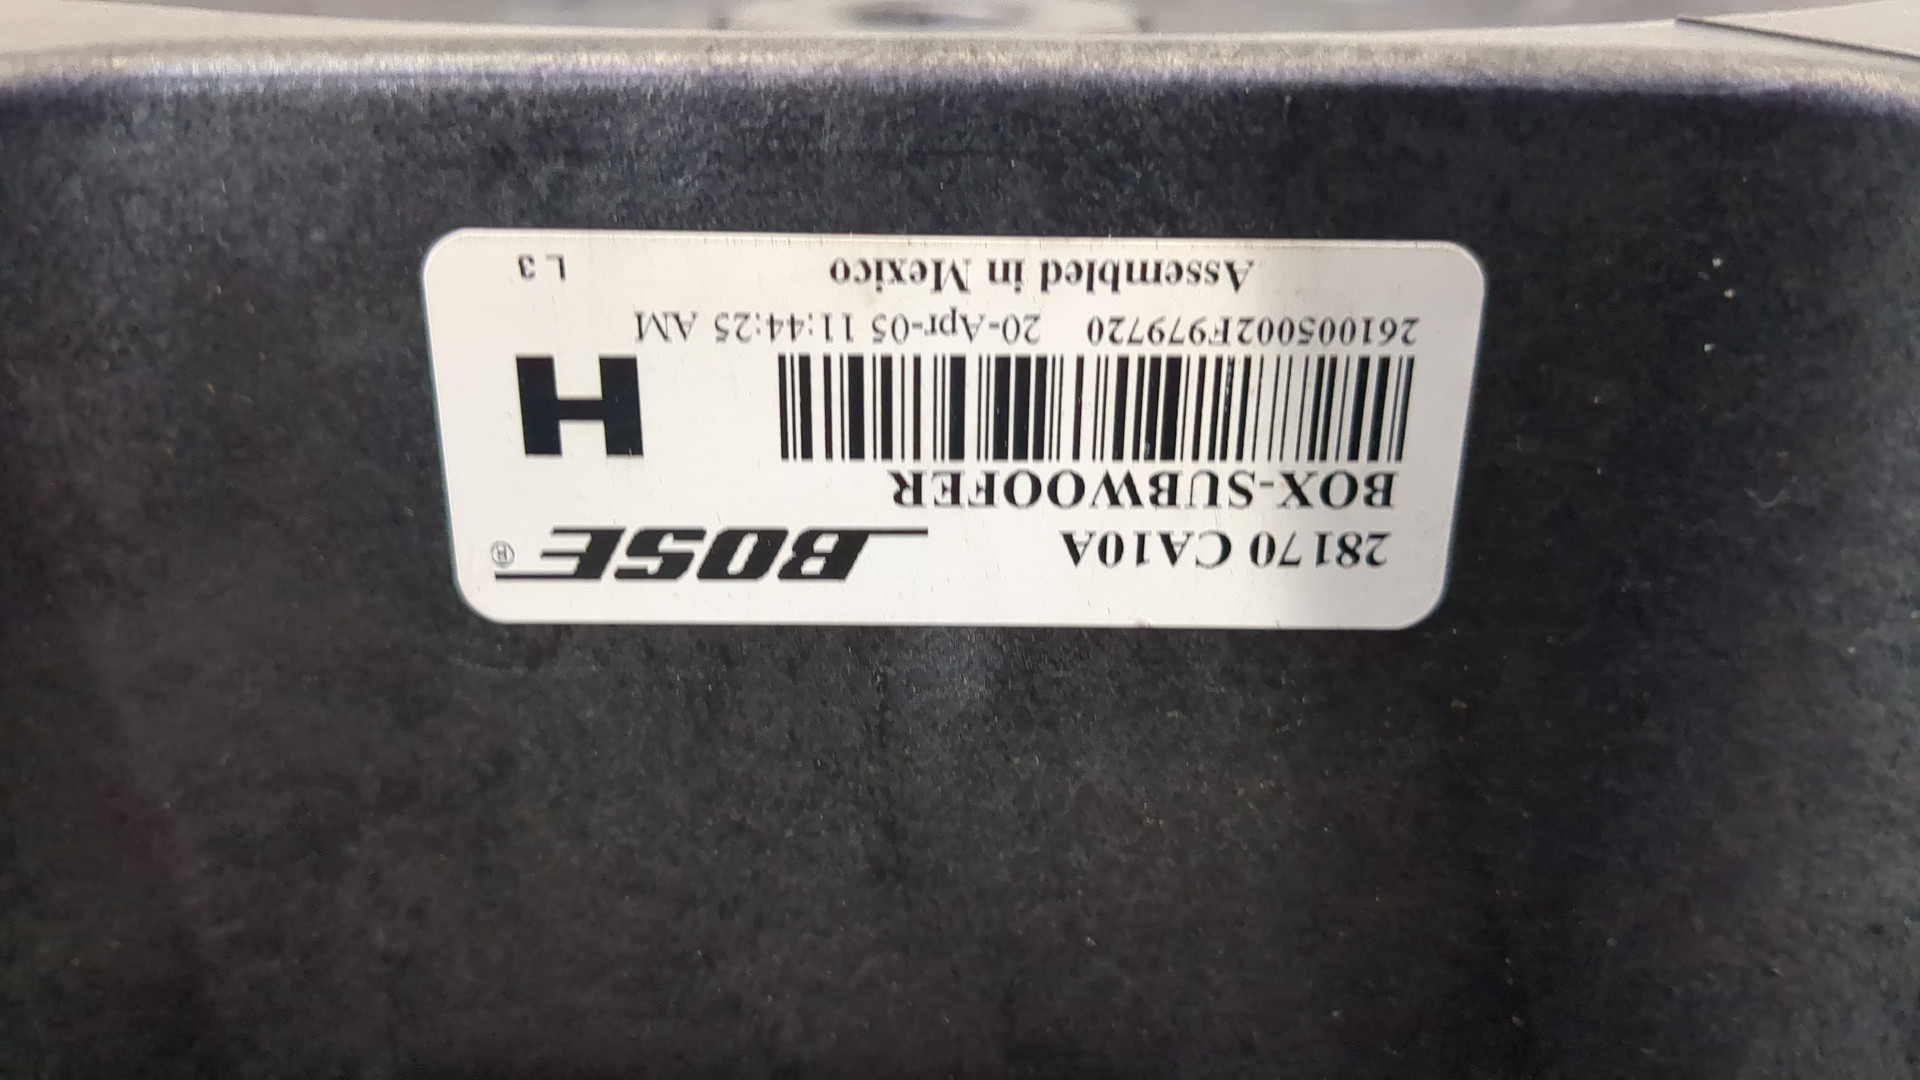 28170 CA10A BOSE®
BOX-SUBWOOFER
H
261005002F979720 20-Apr-05 11:44:25 AM
Assembled in Mexico L 3